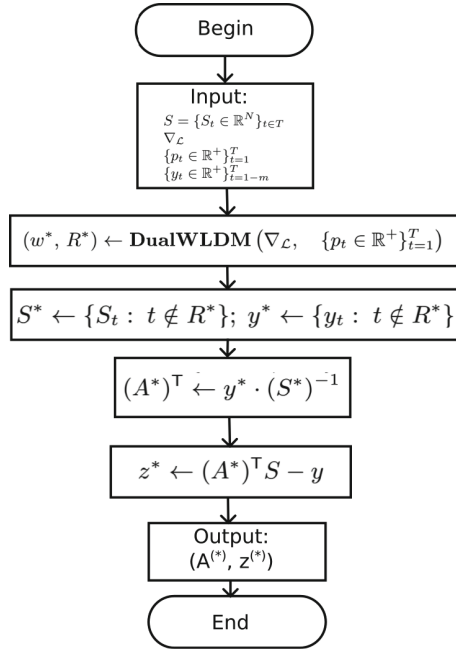 Begin
Input:
S = {S_t ∈ ℝ^N}_{t∈T}
∇_ℒ
{p_t ∈ ℝ^+}_{t=1}^T
{y_t ∈ ℝ^+}_{t=1−m}^T
(w*, R*) ← DualWLDM (∇_ℒ, {p_t ∈ ℝ^+}_{t=1}^T)
S* ← {S_t : t ∉ R*}; y* ← {y_t : t ∉ R*}
(A*)^⊤ ← y* · (S*)^{−1}
z* ← (A*)^⊤ S − y
Output:
(A^{(*)}, z^{(*)})
End